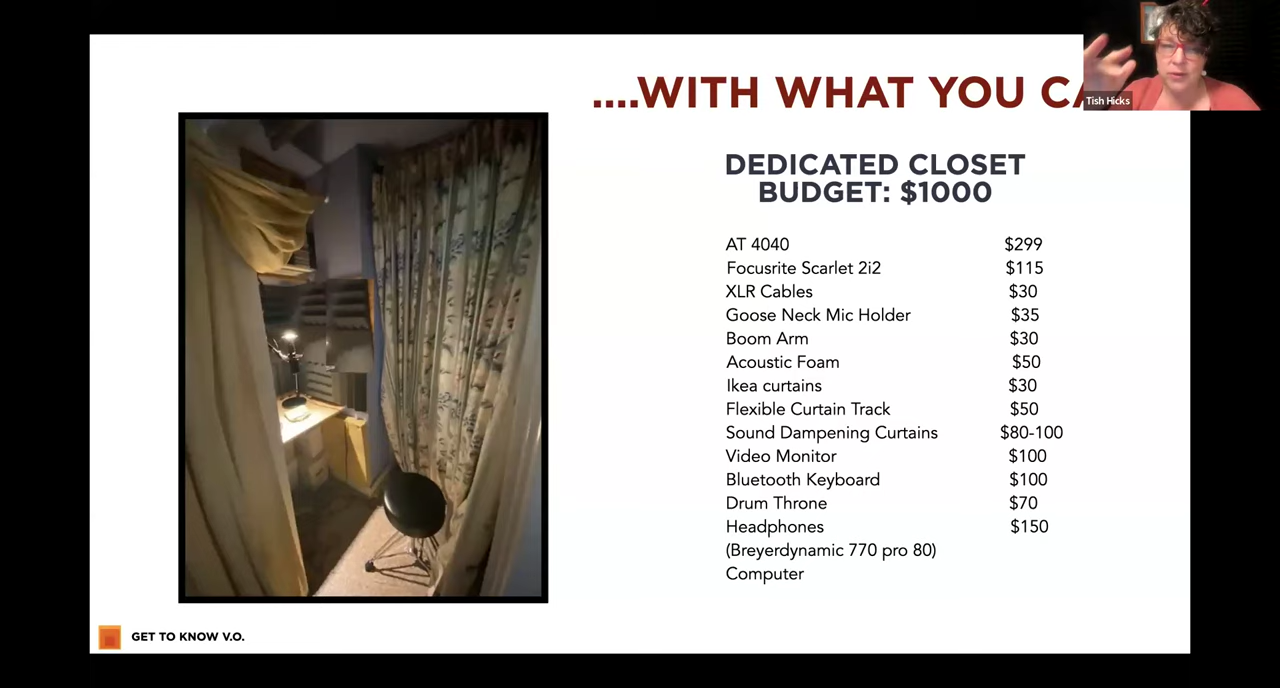 ....WITH WHAT YOU CA
Tish Hicks
DEDICATED CLOSET
BUDGET: $1000
AT 4040 $299
Focusrite Scarlet 2i2 $115
XLR Cables $30
Goose Neck Mic Holder $35
Boom Arm $30
Acoustic Foam $50
Ikea curtains $30
Flexible Curtain Track $50
Sound Dampening Curtains $80-100
Video Monitor $100
Bluetooth Keyboard $100
Drum Throne $70
Headphones $150
(Breyerdynamic 770 pro 80)
Computer
GET TO KNOW V.O.